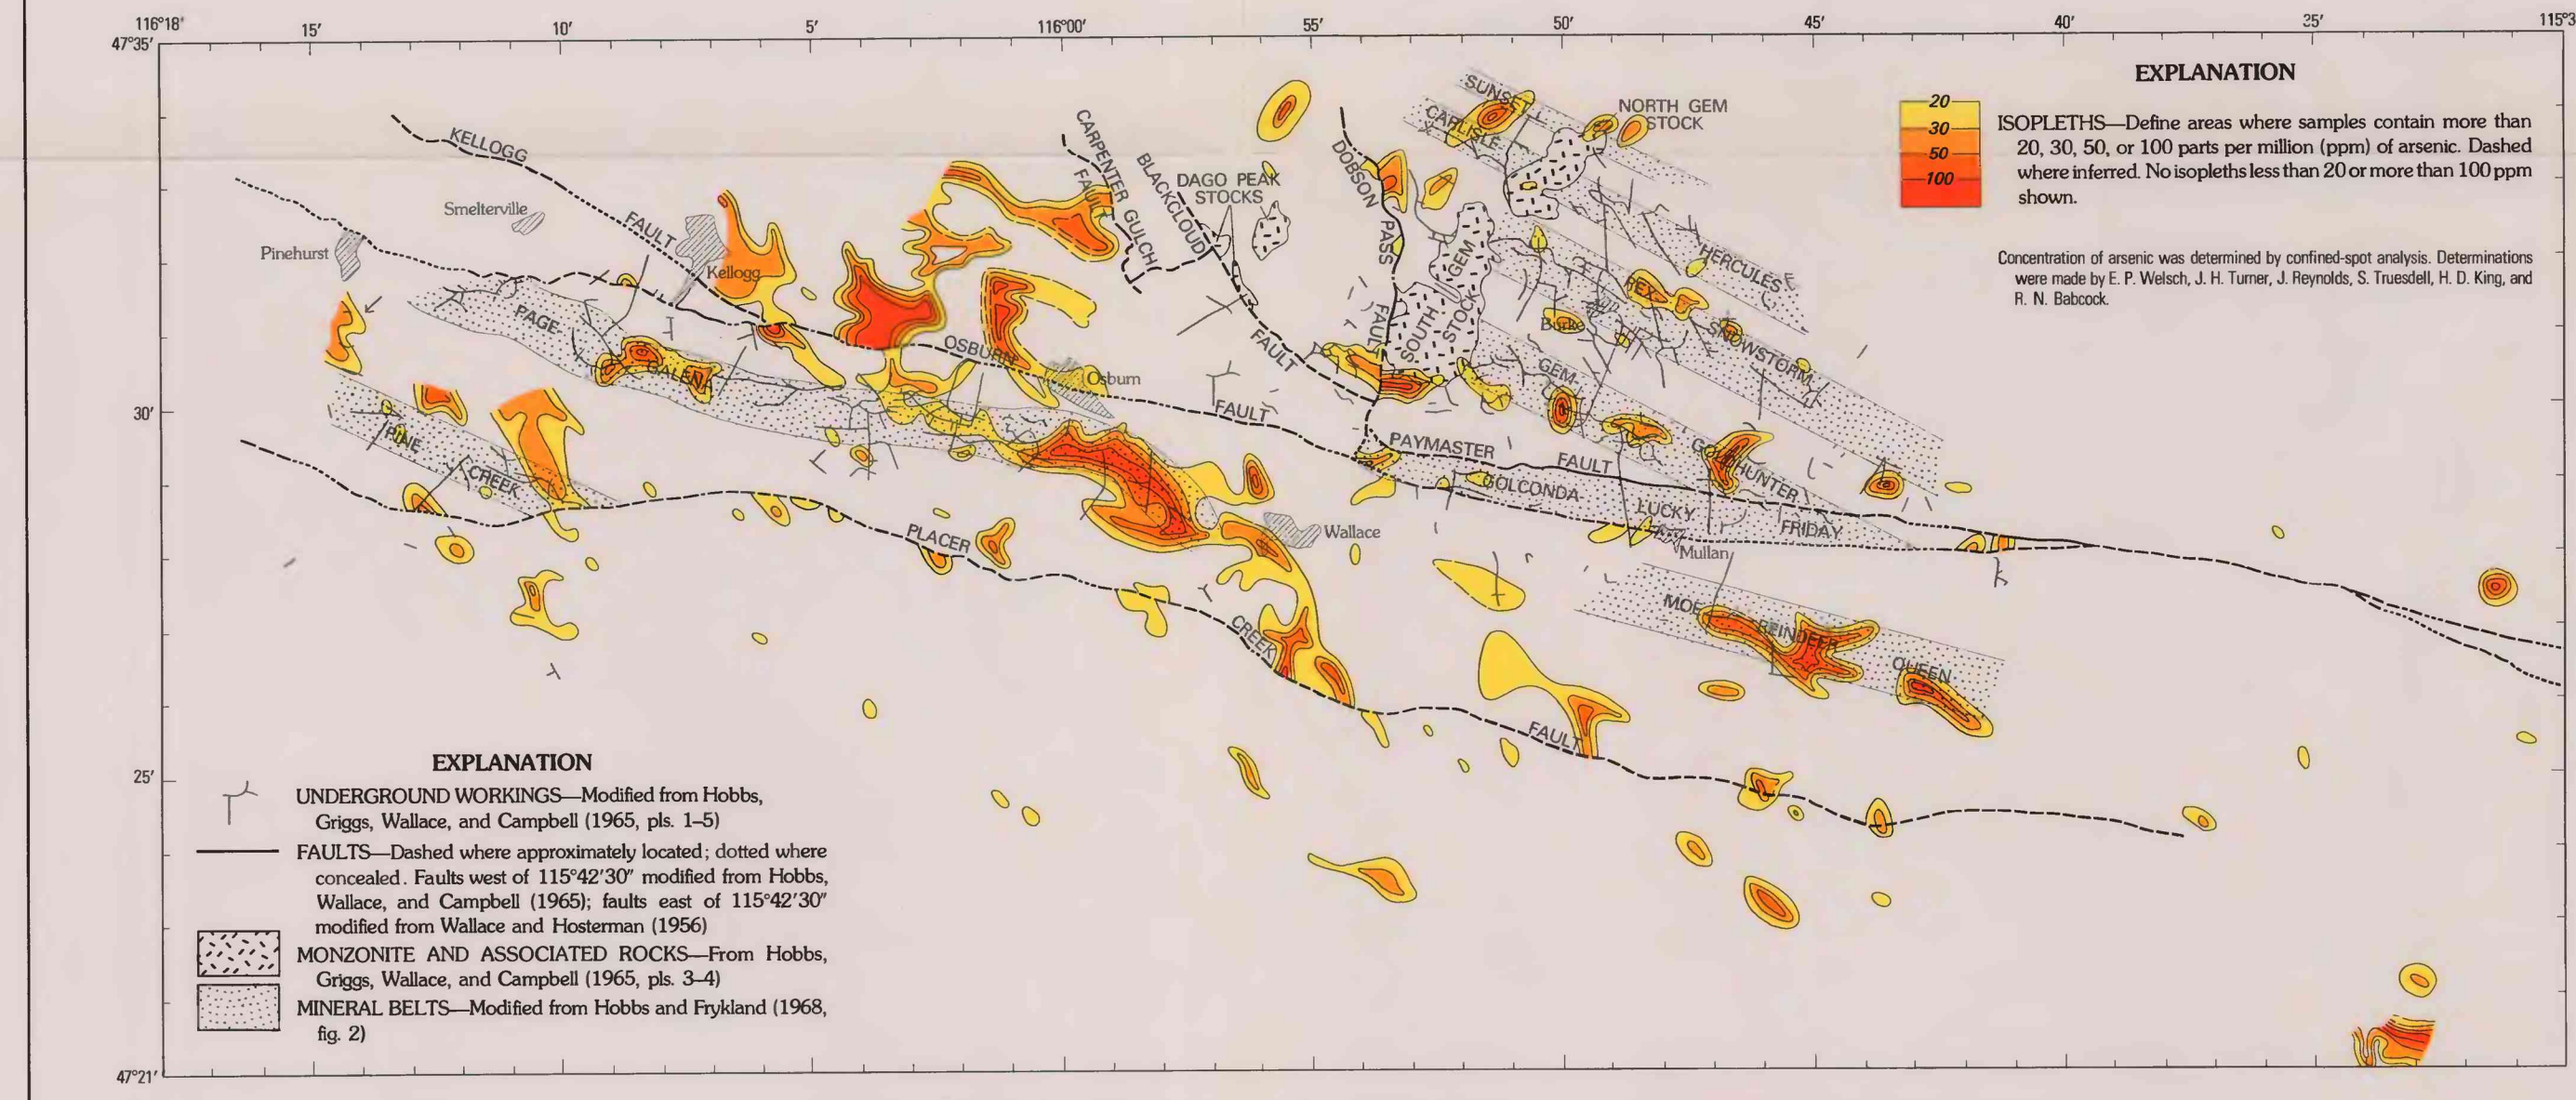 116°18'
15'
10'
5'
116°00'
55'
50'
45'
40'
35'
115°3
47°35'
30'
25'
47°21'
EXPLANATION
20
30
50
100
ISOPLETHS—Define areas where samples contain more than
20, 30, 50, or 100 parts per million (ppm) of arsenic. Dashed
where inferred. No isopleths less than 20 or more than 100 ppm
shown.
Concentration of arsenic was determined by confined-spot analysis. Determinations
were made by E. P. Welsch, J. H. Turner, J. Reynolds, S. Truesdell, H. D. King, and
R. N. Babcock.
SUNSET
CARLISLE
NORTH GEM
STOCK
KELLOGG
FAULT
Smelterville
Pinehurst
Kellogg
CARPENTER GULCH
FAULT
BLACKCLOUD
FAULT
DAGO PEAK
STOCKS
DOBSON
PASS
FAULT
GEM
SOUTH
STOCK
HERCULES
REX
SNOWSTORM
Burke
GEM
PAGE
GALENA
OSBURN
Osburn
FAULT
PAYMASTER
FAULT
GOLDHUNTER
GOLCONDA
LUCKY
FRIDAY
PINE
CREEK
Wallace
Mullan
PLACER
CREEK
FAULT
MOE
REINDEER
QUEEN
EXPLANATION
UNDERGROUND WORKINGS—Modified from Hobbs,
Griggs, Wallace, and Campbell (1965, pls. 1–5)
FAULTS—Dashed where approximately located; dotted where
concealed. Faults west of 115°42'30" modified from Hobbs,
Wallace, and Campbell (1965); faults east of 115°42'30"
modified from Wallace and Hosterman (1956)
MONZONITE AND ASSOCIATED ROCKS—From Hobbs,
Griggs, Wallace, and Campbell (1965, pls. 3–4)
MINERAL BELTS—Modified from Hobbs and Frykland (1968,
fig. 2)